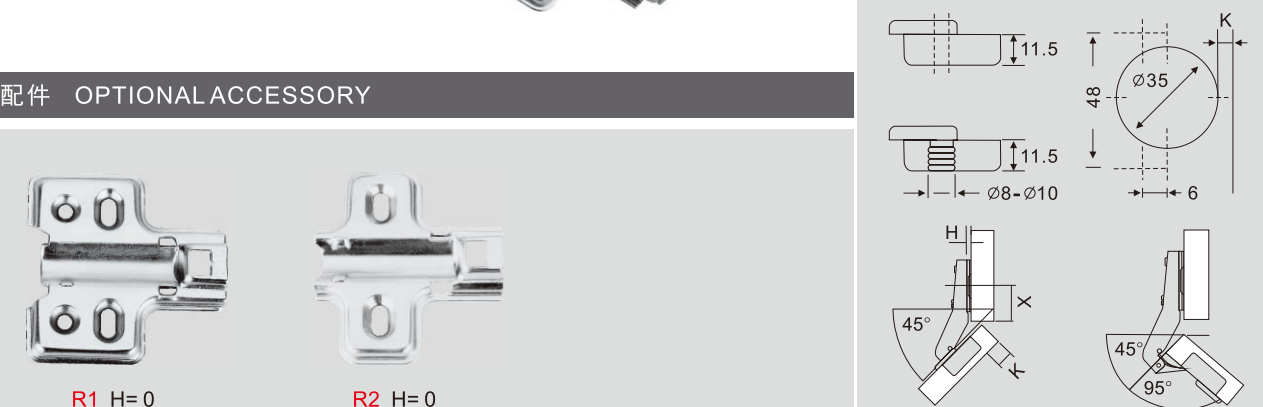 配件 OPTIONAL ACCESSORY
R1 H= 0
R2 H= 0
11.5
K
Ø35
48
11.5
Ø8-Ø10
6
H
X
45°
K
45°
95°